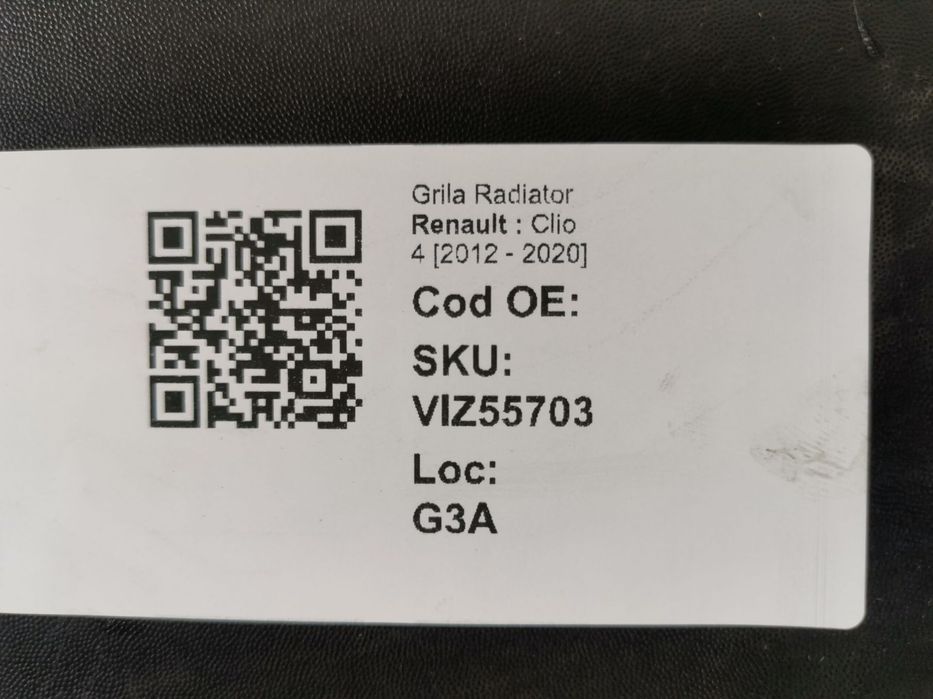 Grila Radiator
Renault : Clio
4 [2012 - 2020]
Cod OE:
SKU:
VIZ55703
Loc:
G3A